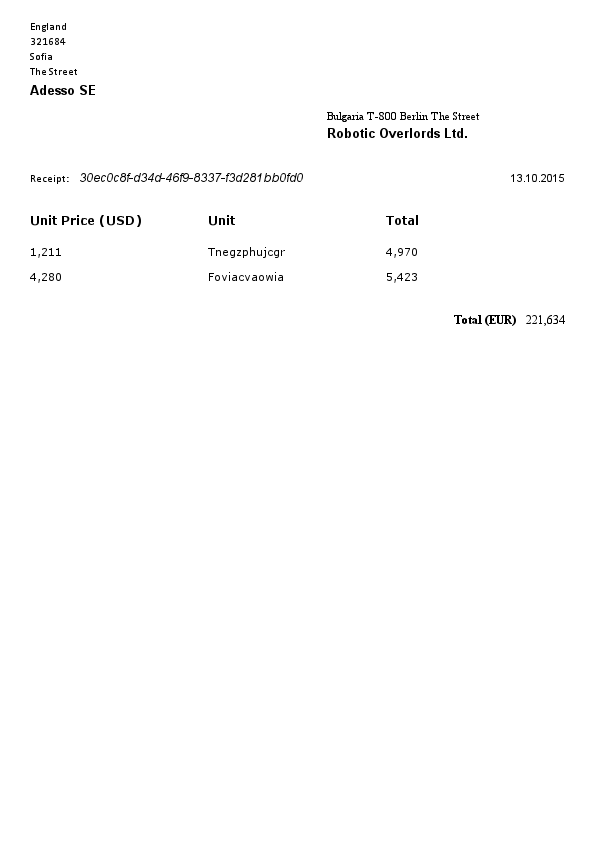 England
321684
Sofia
The Street
Adesso SE
Bulgaria T-800 Berlin The Street
Robotic Overlords Ltd.
Receipt: 30ec0c8f-d34d-46f9-8337-f3d281bb0fd0 13.10.2015
Unit Price (USD) Unit Total
1,211 Tnegzphujcgr 4,970
4,280 Foviacvaowia 5,423
Total (EUR) 221,634